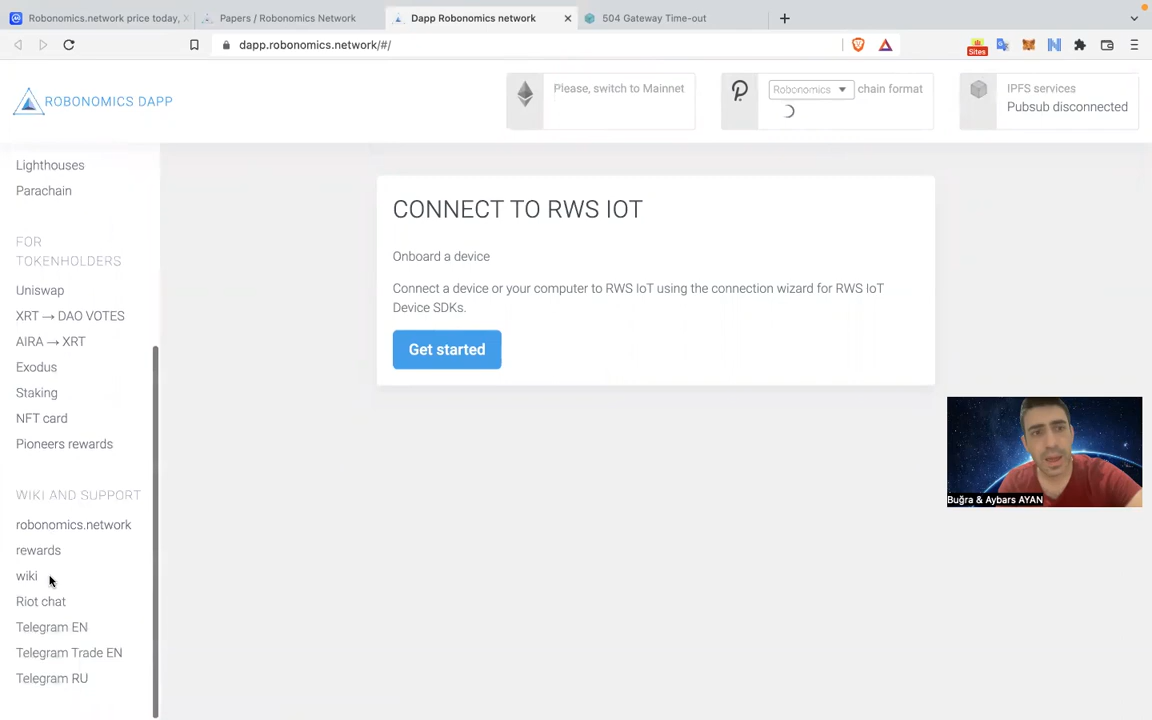 Robonomics.network price today,
Papers / Robonomics Network
Dapp Robonomics network
504 Gateway Time-out
dapp.robonomics.network/#/
Sites
ROBONOMICS DAPP
Please, switch to Mainnet
Robonomics chain format
IPFS services
Pubsub disconnected
Lighthouses
Parachain
FOR
TOKENHOLDERS
Uniswap
XRT → DAO VOTES
AIRA → XRT
Exodus
Staking
NFT card
Pioneers rewards
WIKI AND SUPPORT
robonomics.network
rewards
wiki
Riot chat
Telegram EN
Telegram Trade EN
Telegram RU
CONNECT TO RWS IOT
Onboard a device
Connect a device or your computer to RWS IoT using the connection wizard for RWS IoT
Device SDKs.
Get started
Buğra & Aybars AYAN